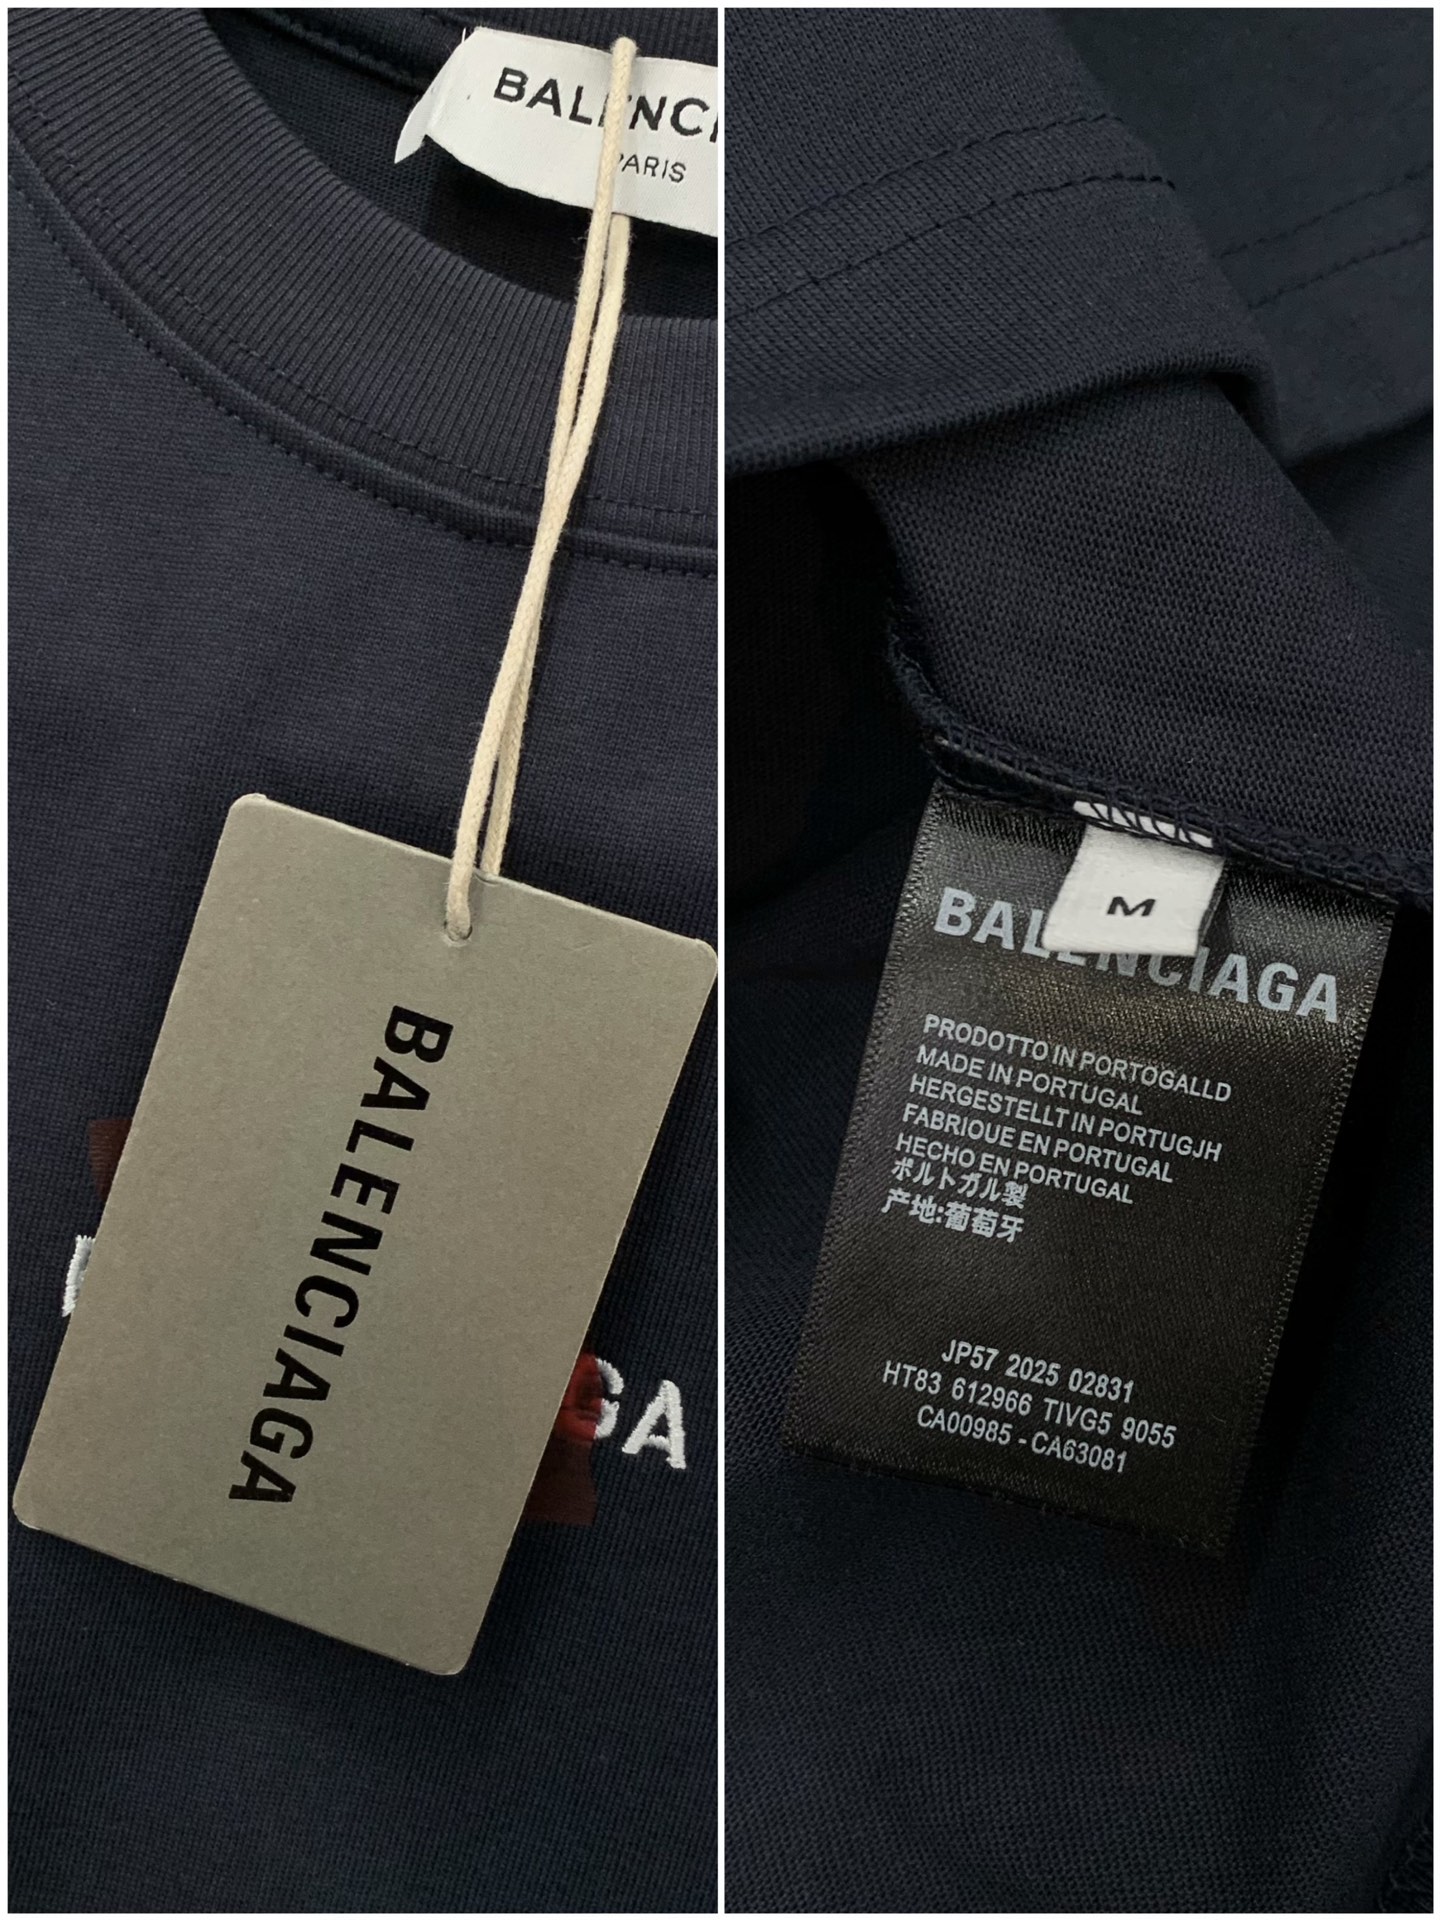 BALENCI
PARIS
BALENCIAGA
GA
M
BALENCIAGA
PRODOTTO IN PORTOGALLD
MADE IN PORTUGAL
HERGESTELLT IN PORTUGJH
FABRIOUE EN PORTUGAL
HECHO EN PORTUGAL
ポルトガル製
产地:葡萄牙
JP57 2025 02831
HT83 612966 TIVG5 9055
CA00985 - CA63081